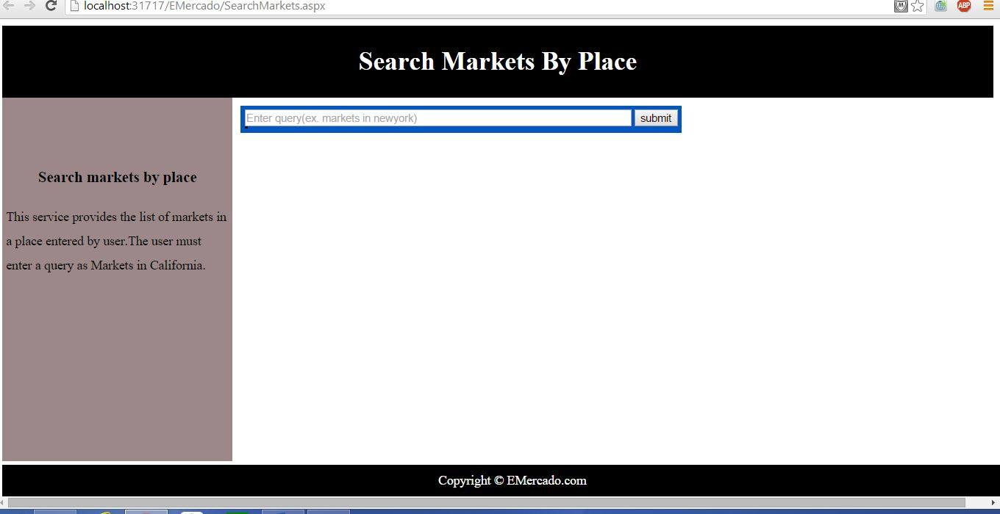 localhost:31717/EMercado/SearchMarkets.aspx
ABP
Search Markets By Place
Enter query(ex. markets in newyork)
submit
Search markets by place
This service provides the list of markets in
a place entered by user.The user must
enter a query as Markets in California.
Copyright © EMercado.com